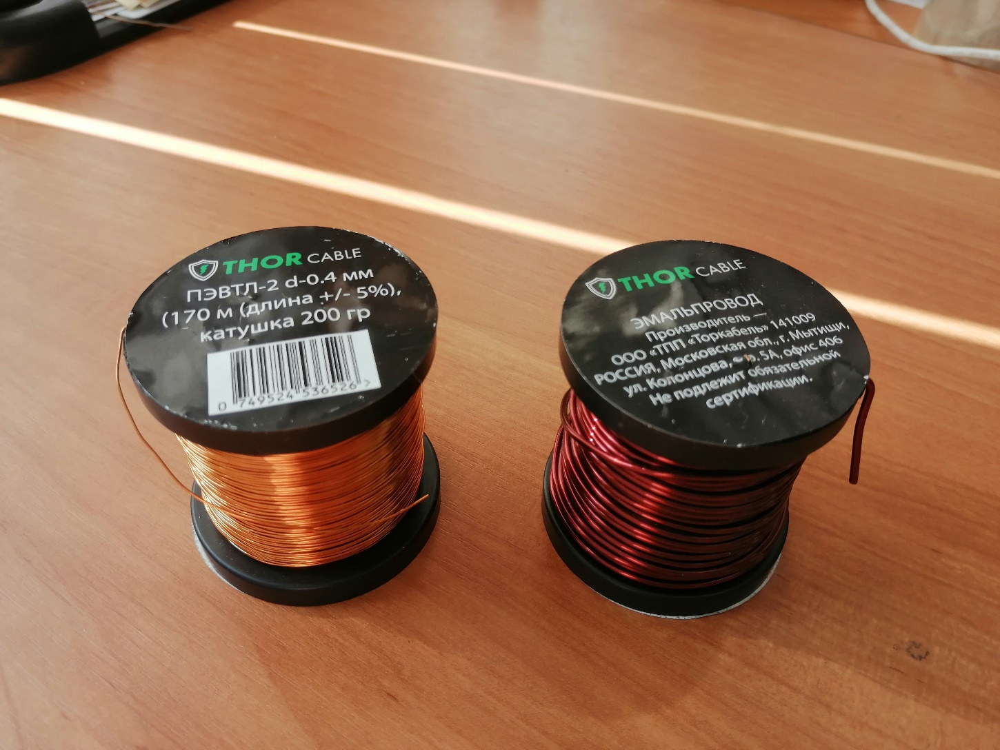 THOR CABLE
ПЭВТЛ-2 d-0.4 мм
(170 м (длина +/- 5%),
катушка 200 гр
0 749524 536526 >
THOR CABLE
ЭМАЛЬПРОВОД
Производитель —
ООО «ТПП «Торкабель» 141009
РОССИЯ, Московская обл., г. Мытищи,
ул. Колонцова, 5А, офис 406
Не подлежит обязательной
сертификации.